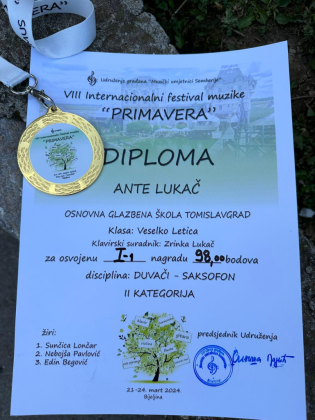 PRIMAVERA"
Udruženje građana "Muzički umjetnici Semberije"
VIII Internacionalni festival muzike
"PRIMAVERA"
"PRIMAVERA"
DIPLOMA
ANTE LUKAČ
OSNOVNA GLAZBENA ŠKOLA TOMISLAVGRAD
Klasa: Veselko Letica
Klavirski suradnik: Zrinka Lukač
za osvojenu I-1 nagradu 98,00 bodova
disciplina: DUVAČI - SAKSOFON
II KATEGORIJA
žiri:
1. Sunčica Lončar
2. Nebojša Pavlović
3. Edin Begović
predsjednik Udruženja
21-24. mart 2024.
Bijeljina